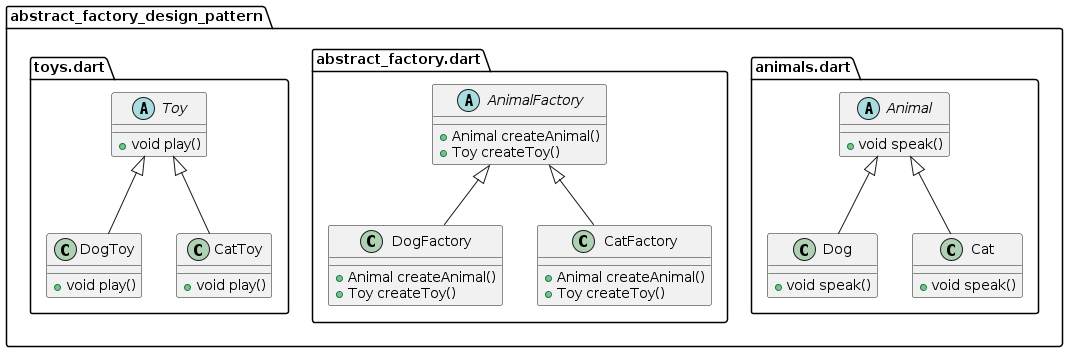 abstract_factory_design_pattern
toys.dart
A Toy
void play()
C DogToy
void play()
C CatToy
void play()
abstract_factory.dart
A AnimalFactory
Animal createAnimal()
Toy createToy()
C DogFactory
Animal createAnimal()
Toy createToy()
C CatFactory
Animal createAnimal()
Toy createToy()
animals.dart
A Animal
void speak()
C Dog
void speak()
C Cat
void speak()